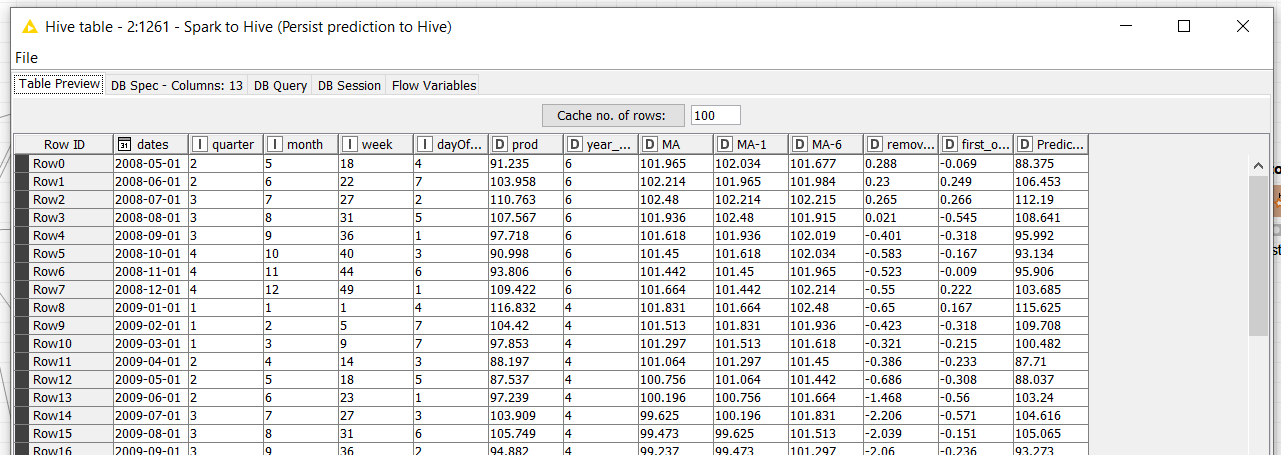 Hive table - 2:1261 - Spark to Hive (Persist prediction to Hive)
File
Table Preview DB Spec - Columns: 13 DB Query DB Session Flow Variables
Cache no. of rows: 100
Row ID 31 dates I quarter I month I week I dayOf... D prod D year_... D MA D MA-1 D MA-6 D remov... D first_o... D Predic...
Row0 2008-05-01 2 5 18 4 91.235 6 101.965 102.034 101.677 0.288 -0.069 88.375
Row1 2008-06-01 2 6 22 7 103.958 6 102.214 101.965 101.984 0.23 0.249 106.453
Row2 2008-07-01 3 7 27 2 110.763 6 102.48 102.214 102.215 0.265 0.266 112.19
Row3 2008-08-01 3 8 31 5 107.567 6 101.936 102.48 101.915 0.021 -0.545 108.641
Row4 2008-09-01 3 9 36 1 97.718 6 101.618 101.936 102.019 -0.401 -0.318 95.992
Row5 2008-10-01 4 10 40 3 90.998 6 101.45 101.618 102.034 -0.583 -0.167 93.134
Row6 2008-11-01 4 11 44 6 93.806 6 101.442 101.45 101.965 -0.523 -0.009 95.906
Row7 2008-12-01 4 12 49 1 109.422 6 101.664 101.442 102.214 -0.55 0.222 103.685
Row8 2009-01-01 1 1 1 4 116.832 4 101.831 101.664 102.48 -0.65 0.167 115.625
Row9 2009-02-01 1 2 5 7 104.42 4 101.513 101.831 101.936 -0.423 -0.318 109.708
Row10 2009-03-01 1 3 9 7 97.853 4 101.297 101.513 101.618 -0.321 -0.215 100.482
Row11 2009-04-01 2 4 14 3 88.197 4 101.064 101.297 101.45 -0.386 -0.233 87.71
Row12 2009-05-01 2 5 18 5 87.537 4 100.756 101.064 101.442 -0.686 -0.308 88.037
Row13 2009-06-01 2 6 23 1 97.239 4 100.196 100.756 101.664 -1.468 -0.56 103.24
Row14 2009-07-01 3 7 27 3 103.909 4 99.625 100.196 101.831 -2.206 -0.571 104.616
Row15 2009-08-01 3 8 31 6 105.749 4 99.473 99.625 101.513 -2.039 -0.151 105.065
Row16 2009-09-01 3 9 36 2 94.882 4 99.237 99.473 101.297 -2.06 -0.236 93.273